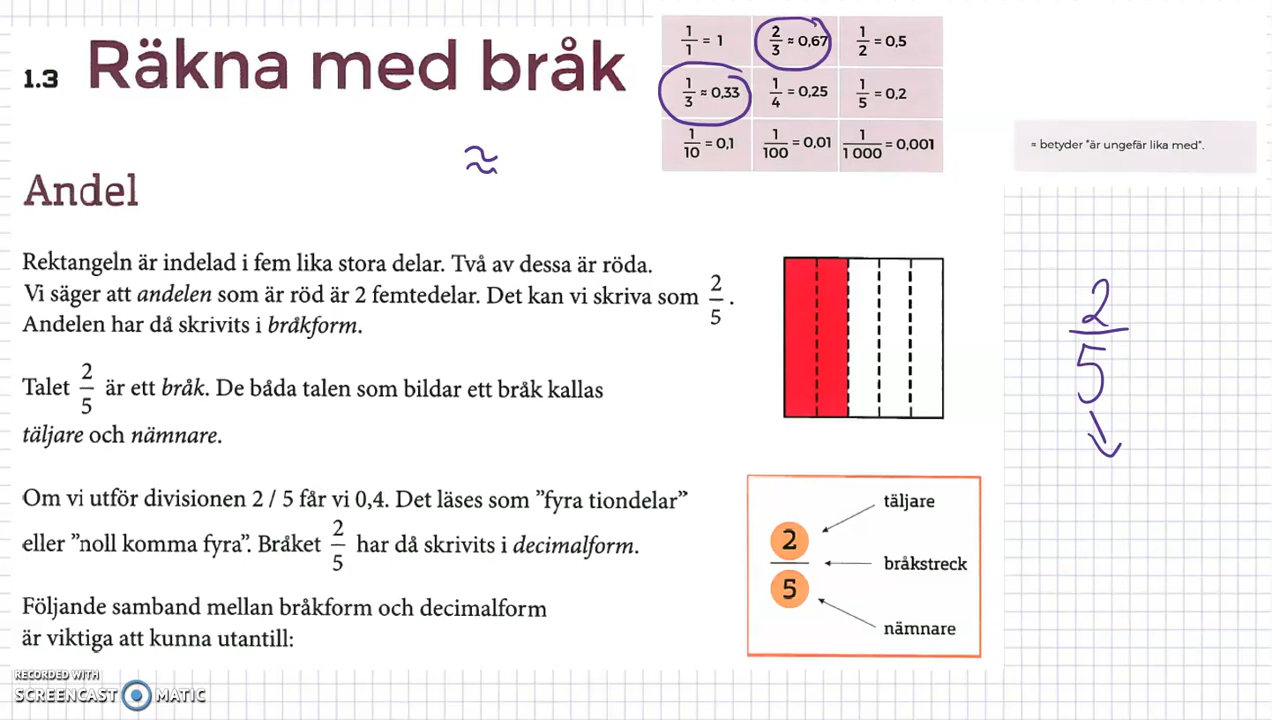 1.3 Räkna med bråk
1/1 = 1 2/3 ≈ 0,67 1/2 = 0,5
1/3 ≈ 0,33 1/4 = 0,25 1/5 = 0,2
1/10 = 0,1 1/100 = 0,01 1/1 000 = 0,001
≈ betyder "är ungefär lika med".
≈
Andel
Rektangeln är indelad i fem lika stora delar. Två av dessa är röda.
Vi säger att andelen som är röd är 2 femtedelar. Det kan vi skriva som 2/5.
Andelen har då skrivits i bråkform.
Talet 2/5 är ett bråk. De båda talen som bildar ett bråk kallas
täljare och nämnare.
Om vi utför divisionen 2 / 5 får vi 0,4. Det läses som ”fyra tiondelar”
eller ”noll komma fyra”. Bråket 2/5 har då skrivits i decimalform.
Följande samband mellan bråkform och decimalform
är viktiga att kunna utantill:
2/5
täljare
2
bråkstreck
5
nämnare
RECORDED WITH
SCREENCAST MATIC